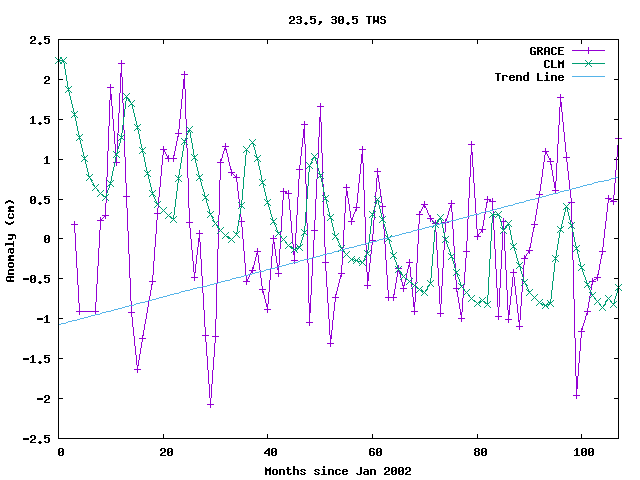 23.5, 30.5 TWS
GRACE
CLM
Trend Line
2.5
2
1.5
1
0.5
0
-0.5
-1
-1.5
-2
-2.5
Anomaly (cm)
0 20 40 60 80 100
Months since Jan 2002